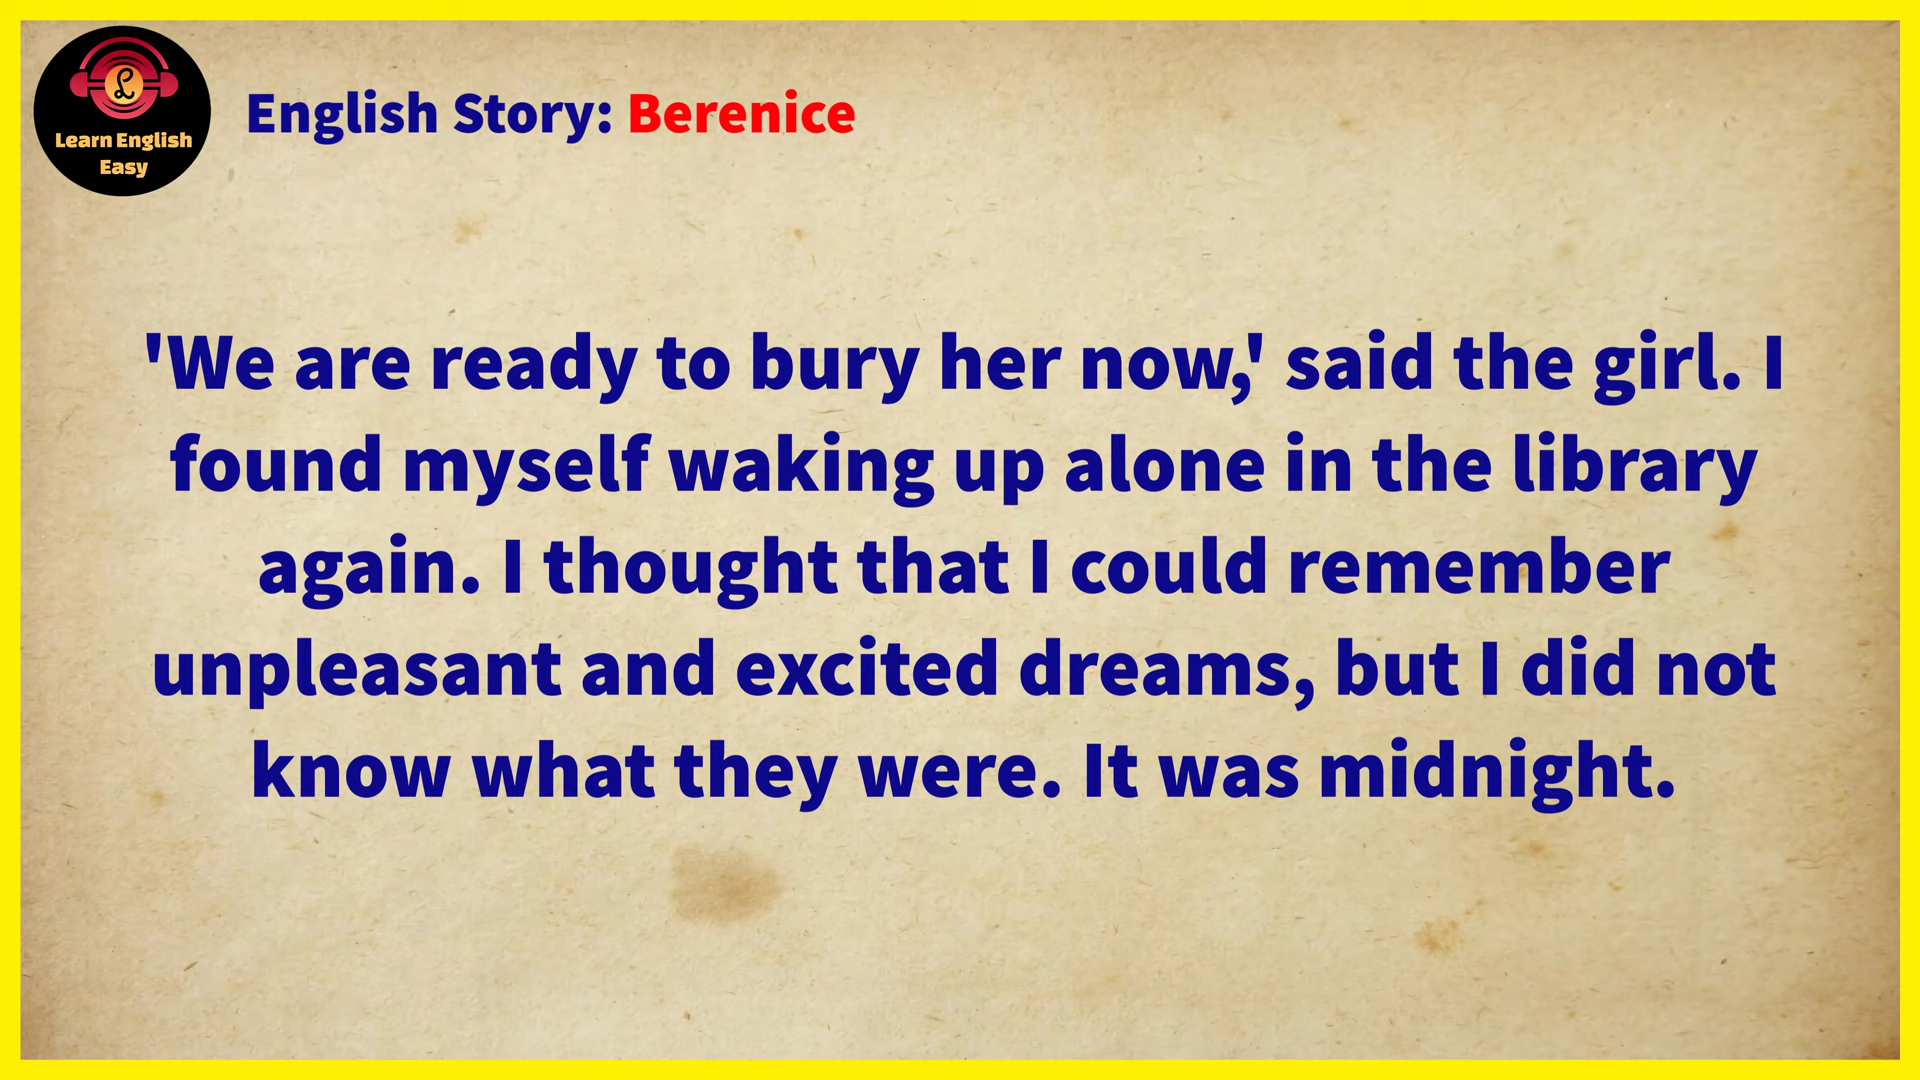 Learn English
Easy
English Story: Berenice
'We are ready to bury her now,' said the girl. I
found myself waking up alone in the library
again. I thought that I could remember
unpleasant and excited dreams, but I did not
know what they were. It was midnight.